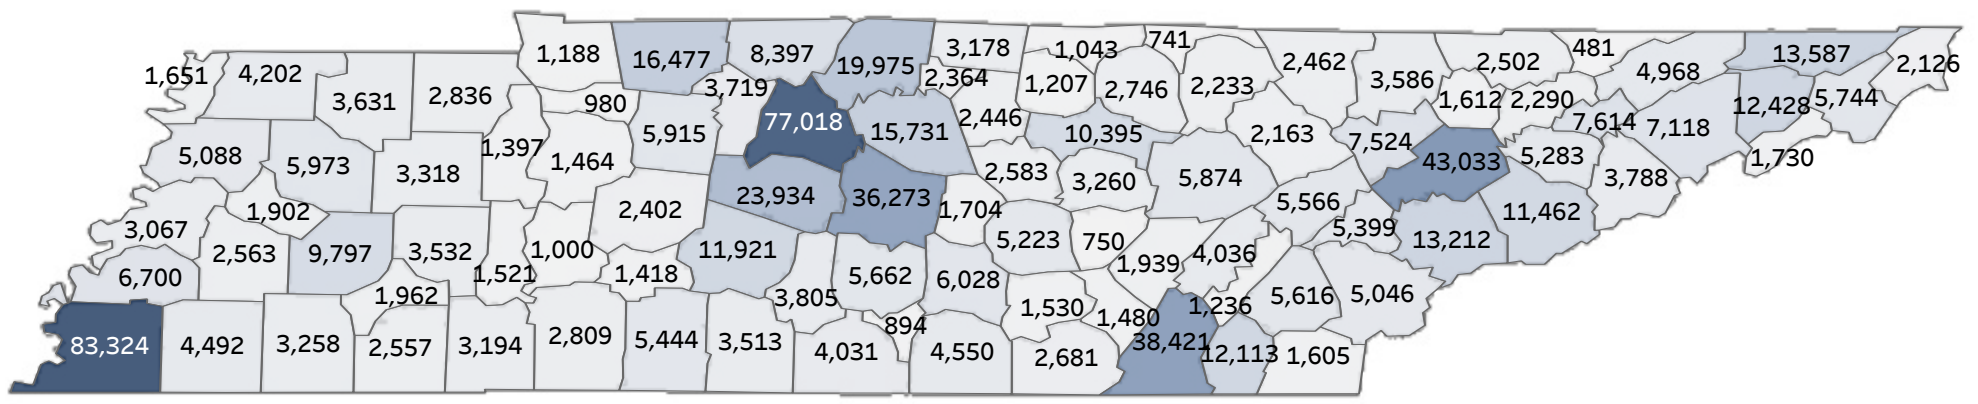 1,188 16,477 8,397 19,975 3,178 1,043 741 2,462 2,502 481 13,587 2,126
1,651 4,202 3,631 2,836 980 3,719 2,364 1,207 2,746 2,233 3,586 1,612 2,290 4,968 12,428 5,744
5,088 5,973 3,318 1,397 1,464 5,915 77,018 15,731 2,446 10,395 2,163 7,524 43,033 5,283 7,614 7,118 1,730
3,067 1,902 2,402 23,934 36,273 1,704 2,583 3,260 5,874 5,566 5,399 13,212 11,462 3,788
6,700 2,563 9,797 3,532 1,521 1,000 1,418 11,921 5,662 6,028 5,223 750 1,939 4,036 5,616 5,046
1,962 3,805 894 1,530 1,480 1,236
83,324 4,492 3,258 2,557 3,194 2,809 5,444 3,513 4,031 4,550 2,681 38,421 12,113 1,605